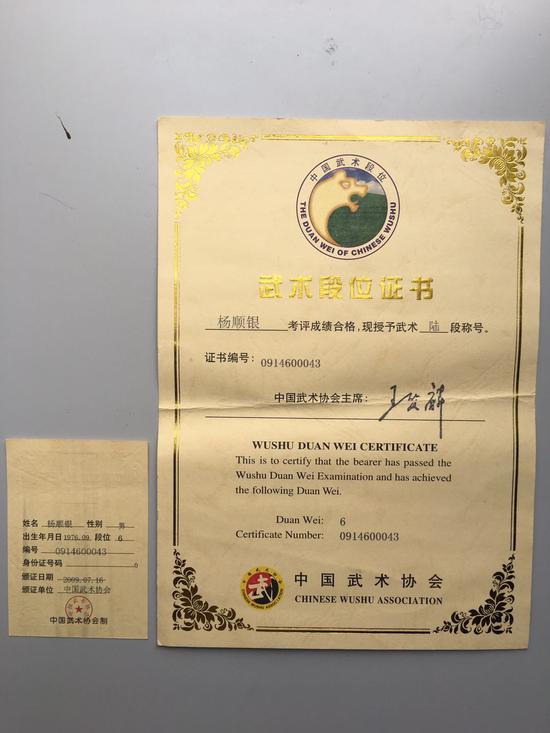 中国武术段位
THE DUAN WEI OF CHINESE WUSHU
武术段位证书
杨顺银 考评成绩合格，现授予武术 陆 段称号。
证书编号：0914600043
中国武术协会主席：
WUSHU DUAN WEI CERTIFICATE
This is to certify that the bearer has passed the
Wushu Duan Wei Examination and has achieved
the following Duan Wei.
Duan Wei: 6
Certificate Number: 0914600043
武
CHINESE WUSHU ASSOCIATION
中国武术协会
CHINESE WUSHU ASSOCIATION
姓名 杨顺银 性别 男
出生年月日 1976.09. 段位 6
编号 0914600043
身份证号码 0
颁证日期 2009.07.16
颁证单位 中国武术协会
中国武术协会制